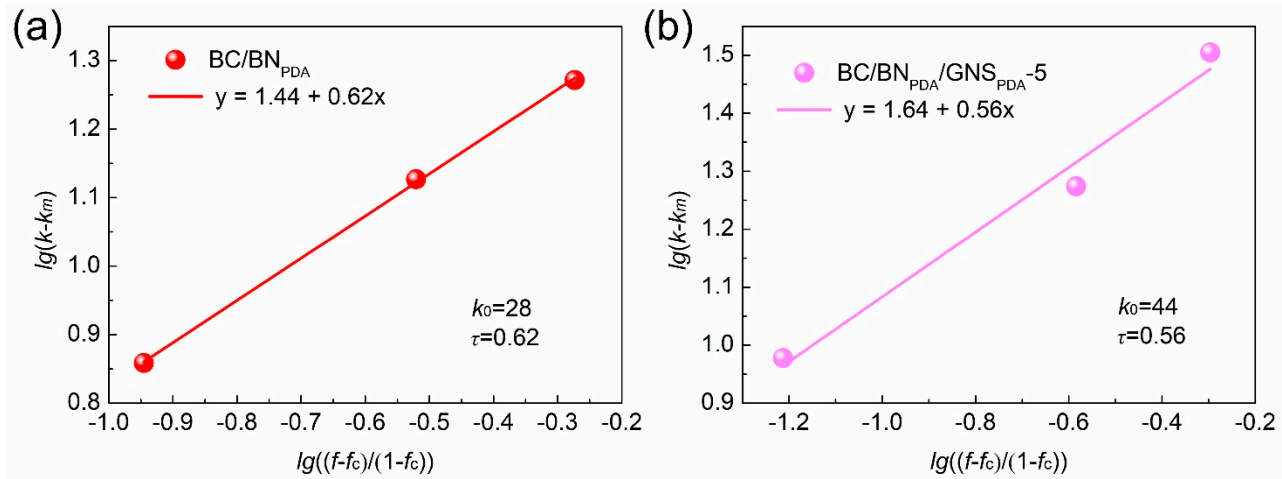 (a)
BC/BN_PDA
y = 1.44 + 0.62x
1.3
1.2
1.1
1.0
0.9
0.8
lg(k-km)
k0=28
τ=0.62
-1.0 -0.9 -0.8 -0.7 -0.6 -0.5 -0.4 -0.3 -0.2
lg((f-fc)/(1-fc))
(b)
BC/BN_PDA/GNS_PDA-5
y = 1.64 + 0.56x
1.5
1.4
1.3
1.2
1.1
1.0
0.9
lg(k-km)
k0=44
τ=0.56
-1.2 -1.0 -0.8 -0.6 -0.4 -0.2
lg((f-fc)/(1-fc))